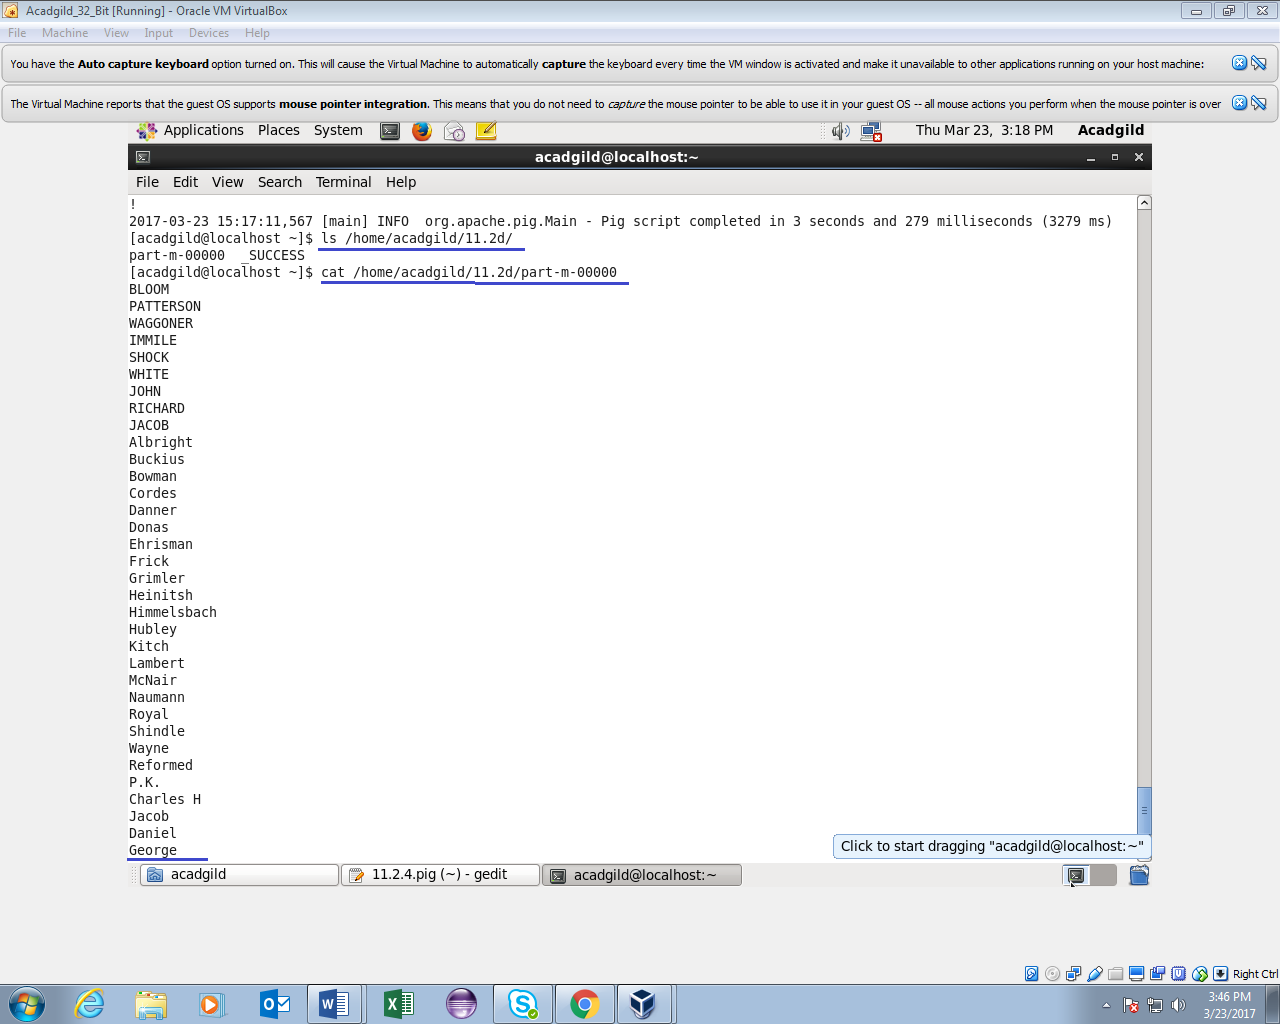 Acadgild_32_Bit [Running] - Oracle VM VirtualBox
File Machine View Input Devices Help
You have the Auto capture keyboard option turned on. This will cause the Virtual Machine to automatically capture the keyboard every time the VM window is activated and make it unavailable to other applications running on your host machine:
The Virtual Machine reports that the guest OS supports mouse pointer integration. This means that you do not need to capture the mouse pointer to be able to use it in your guest OS -- all mouse actions you perform when the mouse pointer is over
Applications Places System Thu Mar 23, 3:18 PM Acadgild
acadgild@localhost:~
File Edit View Search Terminal Help
!
2017-03-23 15:17:11,567 [main] INFO  org.apache.pig.Main - Pig script completed in 3 seconds and 279 milliseconds (3279 ms)
[acadgild@localhost ~]$ ls /home/acadgild/11.2d/
part-m-00000  _SUCCESS
[acadgild@localhost ~]$ cat /home/acadgild/11.2d/part-m-00000
BLOOM
PATTERSON
WAGGONER
IMMILE
SHOCK
WHITE
JOHN
RICHARD
JACOB
Albright
Buckius
Bowman
Cordes
Danner
Donas
Ehrisman
Frick
Grimler
Heinitsh
Himmelsbach
Hubley
Kitch
Lambert
McNair
Naumann
Royal
Shindle
Wayne
Reformed
P.K.
Charles H
Jacob
Daniel
George
Click to start dragging "acadgild@localhost:~"
acadgild 11.2.4.pig (~) - gedit acadgild@localhost:~
Right Ctrl
3:46 PM
3/23/2017